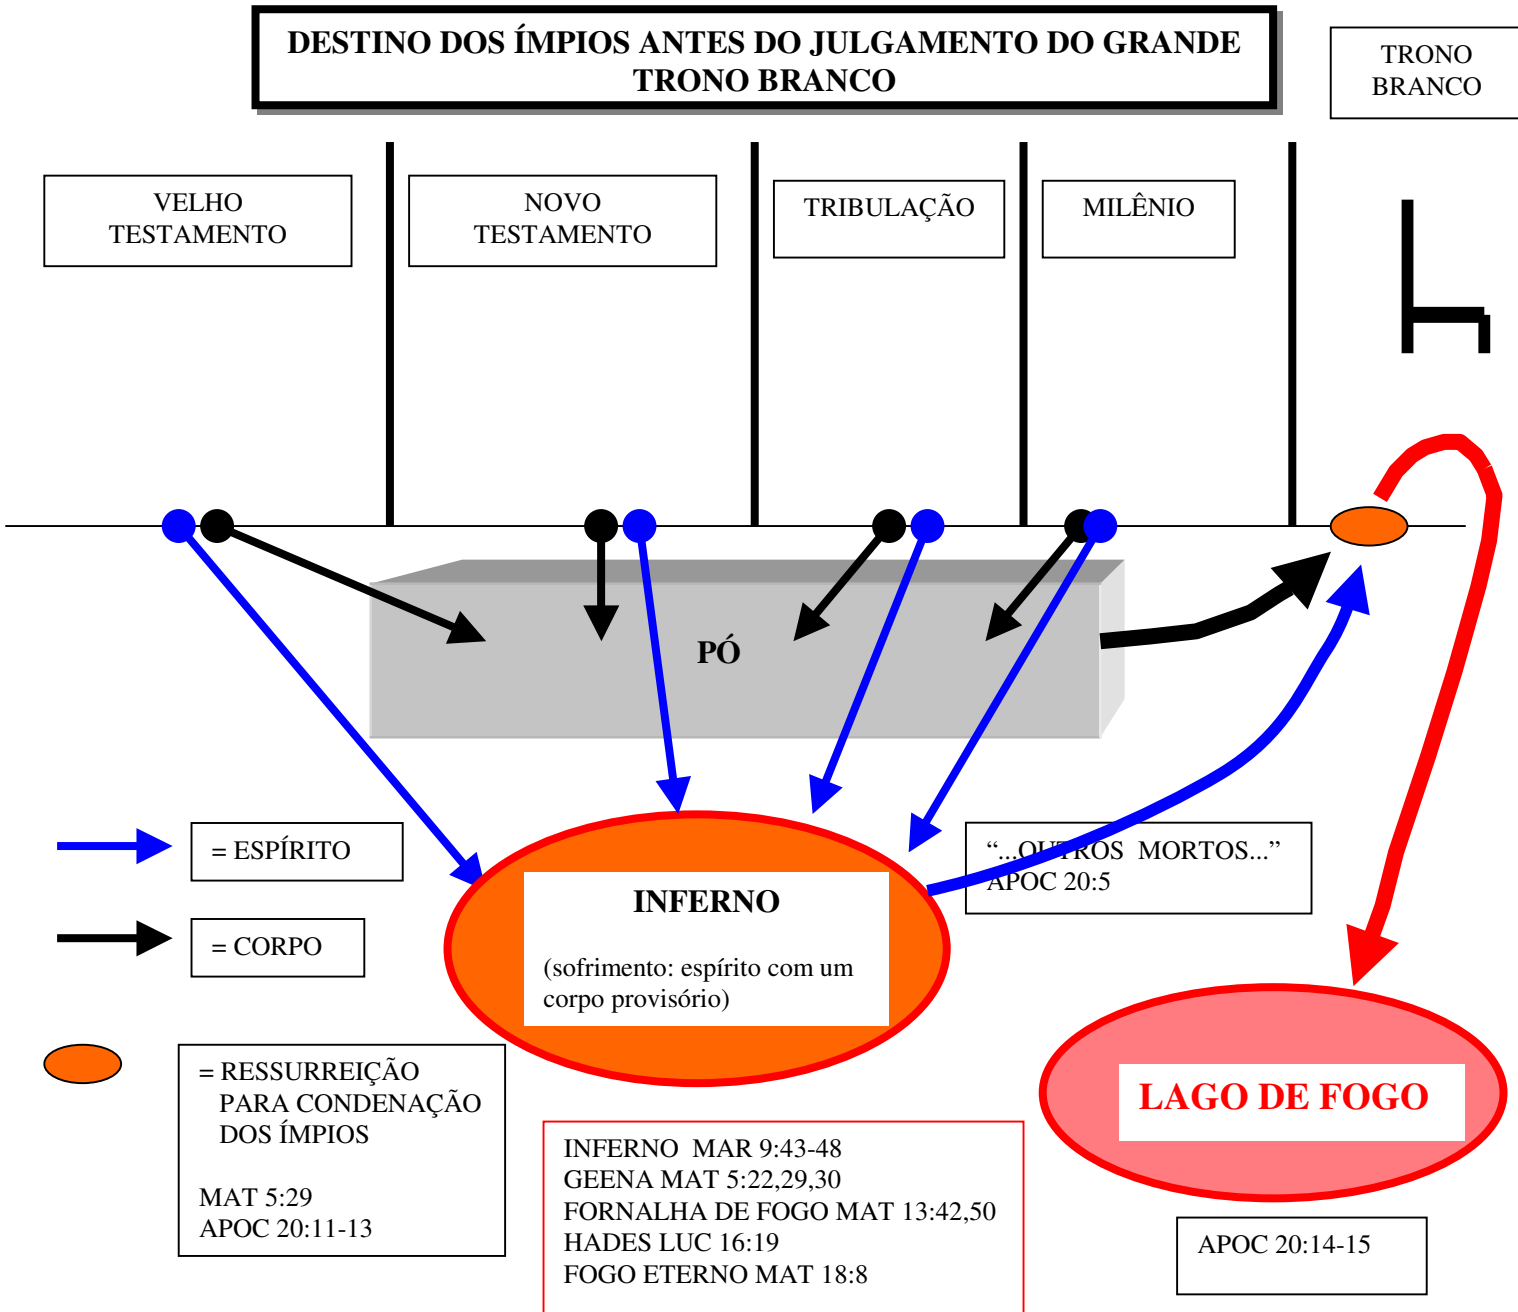 DESTINO DOS ÍMPIOS ANTES DO JULGAMENTO DO GRANDE
TRONO BRANCO
TRONO
BRANCO
VELHO
TESTAMENTO
NOVO
TESTAMENTO
TRIBULAÇÃO
MILÊNIO
PÓ
= ESPÍRITO
= CORPO
INFERNO
(sofrimento: espírito com um
corpo provisório)
“...OUTROS MORTOS...”
APOC 20:5
= RESSURREIÇÃO
PARA CONDENAÇÃO
DOS ÍMPIOS
MAT 5:29
APOC 20:11-13
INFERNO MAR 9:43-48
GEENA MAT 5:22,29,30
FORNALHA DE FOGO MAT 13:42,50
HADES LUC 16:19
FOGO ETERNO MAT 18:8
LAGO DE FOGO
APOC 20:14-15